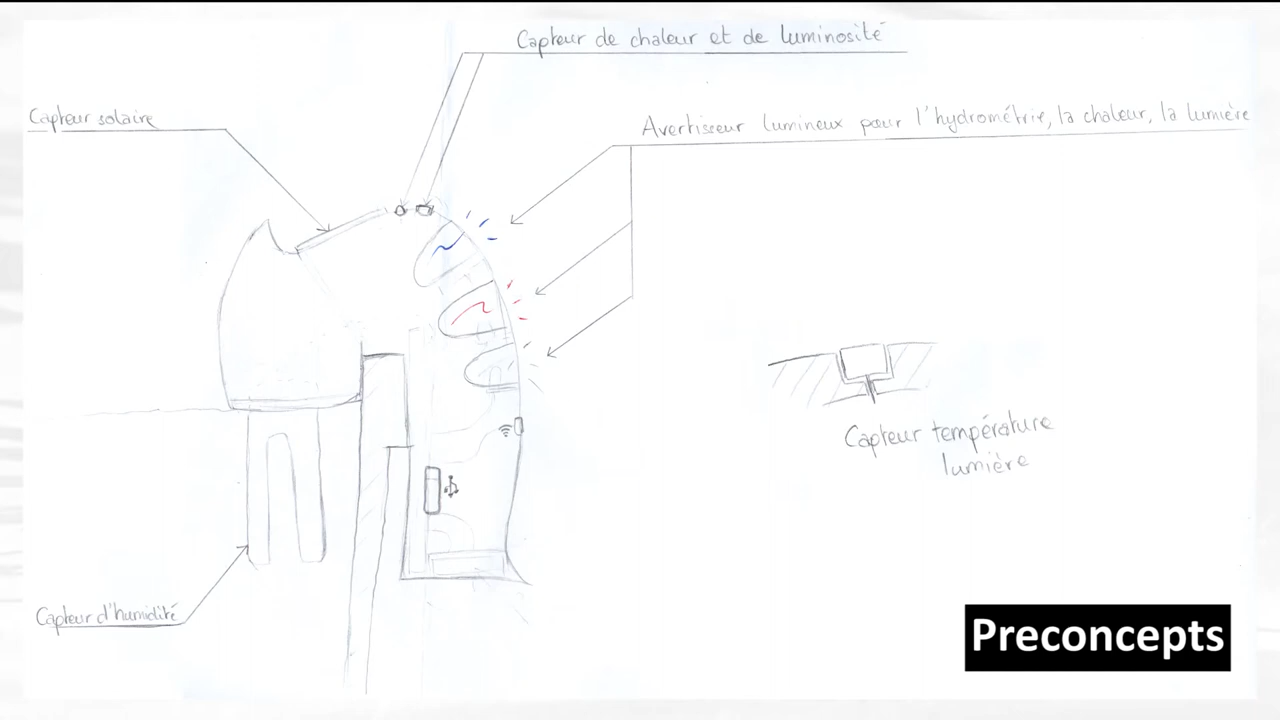 Capteur de chaleur et de luminosité
Capteur solaire
Avertisseur lumineux pour l'hydrométrie, la chaleur, la lumière
Capteur température
lumière
Capteur d'humidité
Preconcepts